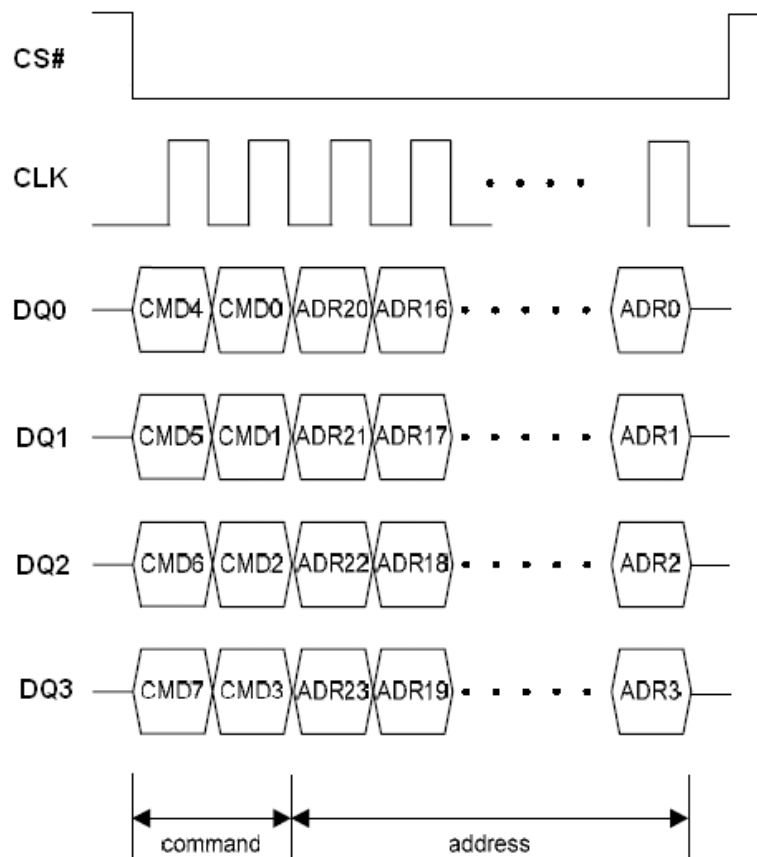 CS#
CLK
DQ0 CMD4 CMD0 ADR20 ADR16 ADR0
DQ1 CMD5 CMD1 ADR21 ADR17 ADR1
DQ2 CMD6 CMD2 ADR22 ADR18 ADR2
DQ3 CMD7 CMD3 ADR23 ADR19 ADR3
command address